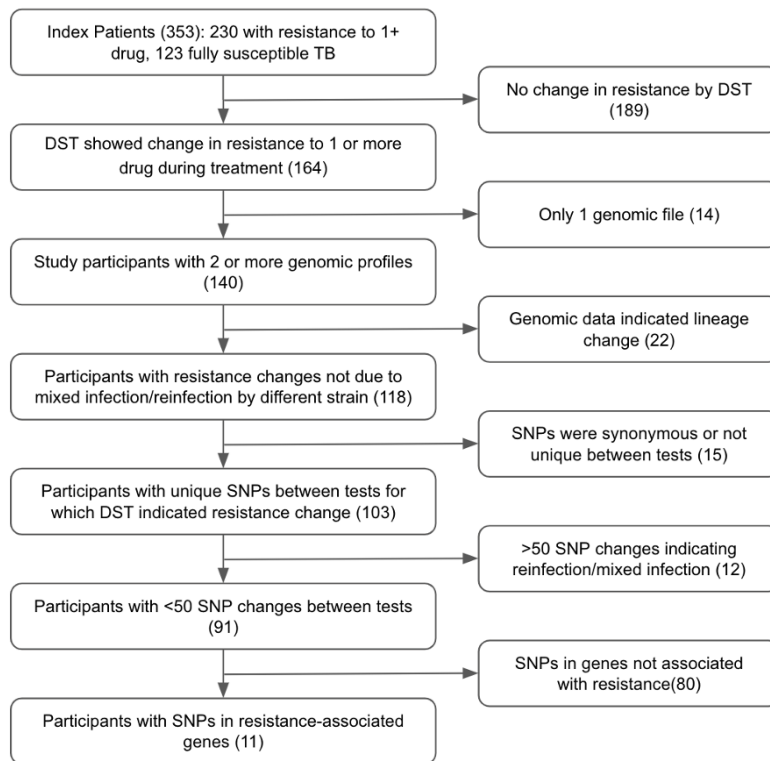 Index Patients (353): 230 with resistance to 1+
drug, 123 fully susceptible TB
No change in resistance by DST
(189)
DST showed change in resistance to 1 or more
drug during treatment (164)
Only 1 genomic file (14)
Study participants with 2 or more genomic profiles
(140)
Genomic data indicated lineage
change (22)
Participants with resistance changes not due to
mixed infection/reinfection by different strain (118)
SNPs were synonymous or not
unique between tests (15)
Participants with unique SNPs between tests for
which DST indicated resistance change (103)
>50 SNP changes indicating
reinfection/mixed infection (12)
Participants with <50 SNP changes between tests
(91)
SNPs in genes not associated
with resistance(80)
Participants with SNPs in resistance-associated
genes (11)